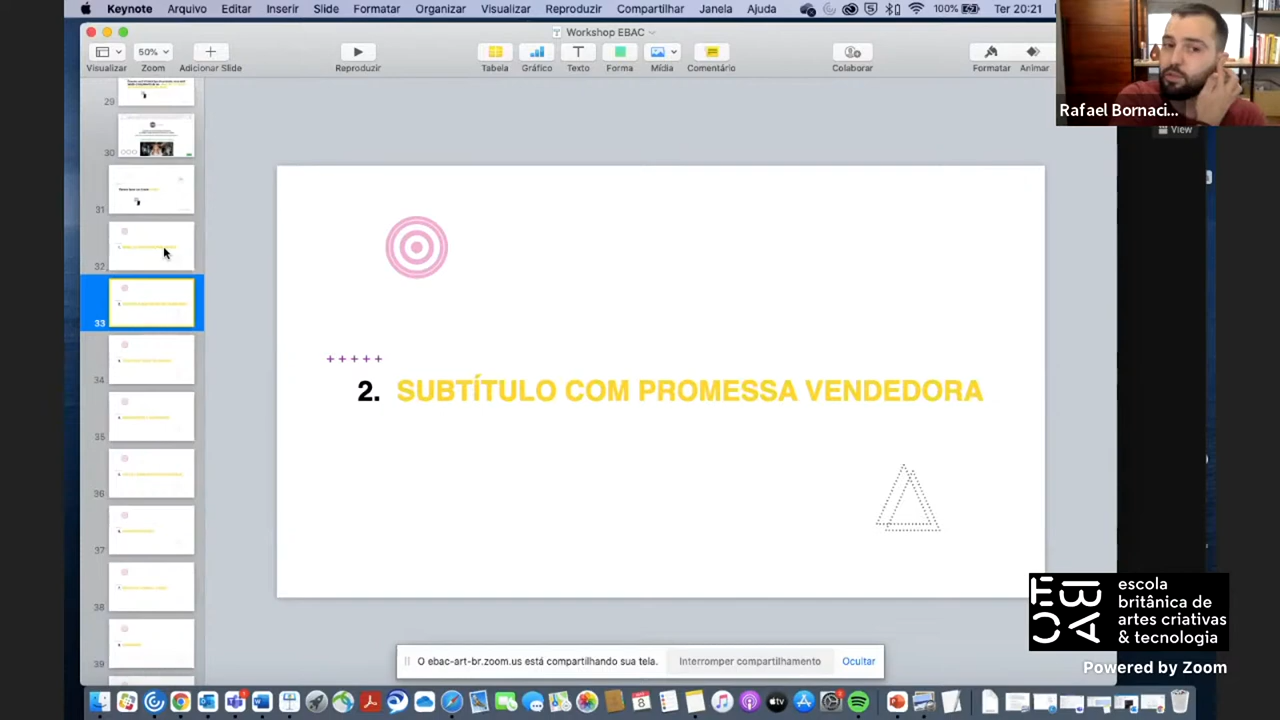 Keynote Arquivo Editar Inserir Slide Formatar Organizar Visualizar Reproduzir Compartilhar Janela Ajuda 100% Ter 20:21
Workshop EBAC
50%
Visualizar Zoom Adicionar Slide Reproduzir Tabela Gráfico Texto Forma Mídia Comentário Colaborar Formatar Animar
Rafael Bornaci...
View
29
30
31
32
33
34
35
36
37
38
39
+ + + + +
2. SUBTÍTULO COM PROMESSA VENDEDORA
escola
britânica de
artes criativas
& tecnologia
EBAC
Powered by Zoom
O ebac-art-br.zoom.us está compartilhando sua tela. Interromper compartilhamento Ocultar